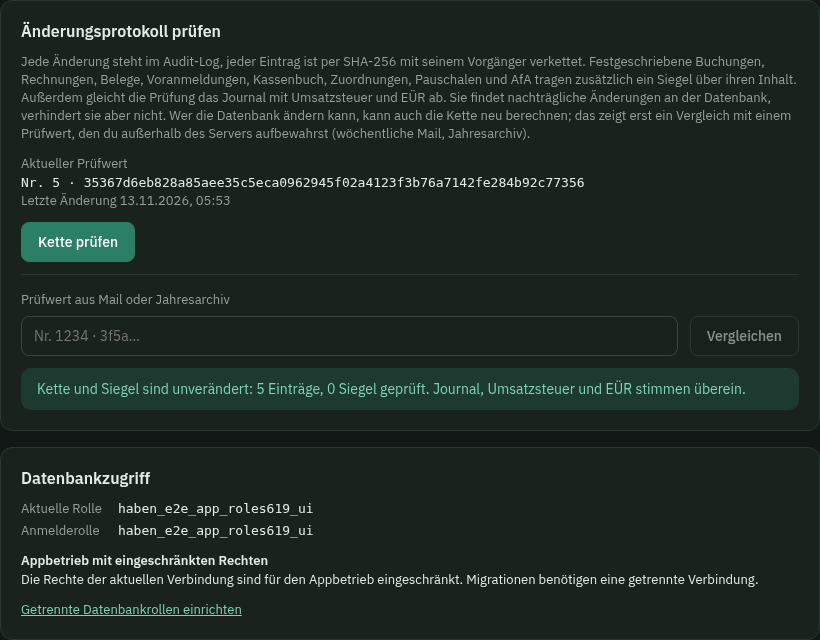 Änderungsprotokoll prüfen
Jede Änderung steht im Audit-Log, jeder Eintrag ist per SHA-256 mit seinem Vorgänger verkettet. Festgeschriebene Buchungen,
Rechnungen, Belege, Voranmeldungen, Kassenbuch, Zuordnungen, Pauschalen und AfA tragen zusätzlich ein Siegel über ihren Inhalt.
Außerdem gleicht die Prüfung das Journal mit Umsatzsteuer und EÜR ab. Sie findet nachträgliche Änderungen an der Datenbank,
verhindert sie aber nicht. Wer die Datenbank ändern kann, kann auch die Kette neu berechnen; das zeigt erst ein Vergleich mit einem
Prüfwert, den du außerhalb des Servers aufbewahrst (wöchentliche Mail, Jahresarchiv).
Aktueller Prüfwert
Nr. 5 · 35367d6eb828a85aee35c5eca0962945f02a4123f3b76a7142fe284b92c77356
Letzte Änderung 13.11.2026, 05:53
Kette prüfen
Prüfwert aus Mail oder Jahresarchiv
Nr. 1234 · 3f5a…
Vergleichen
Kette und Siegel sind unverändert: 5 Einträge, 0 Siegel geprüft. Journal, Umsatzsteuer und EÜR stimmen überein.
Datenbankzugriff
Aktuelle Rolle haben_e2e_app_roles619_ui
Anmelderolle haben_e2e_app_roles619_ui
Appbetrieb mit eingeschränkten Rechten
Die Rechte der aktuellen Verbindung sind für den Appbetrieb eingeschränkt. Migrationen benötigen eine getrennte Verbindung.
Getrennte Datenbankrollen einrichten